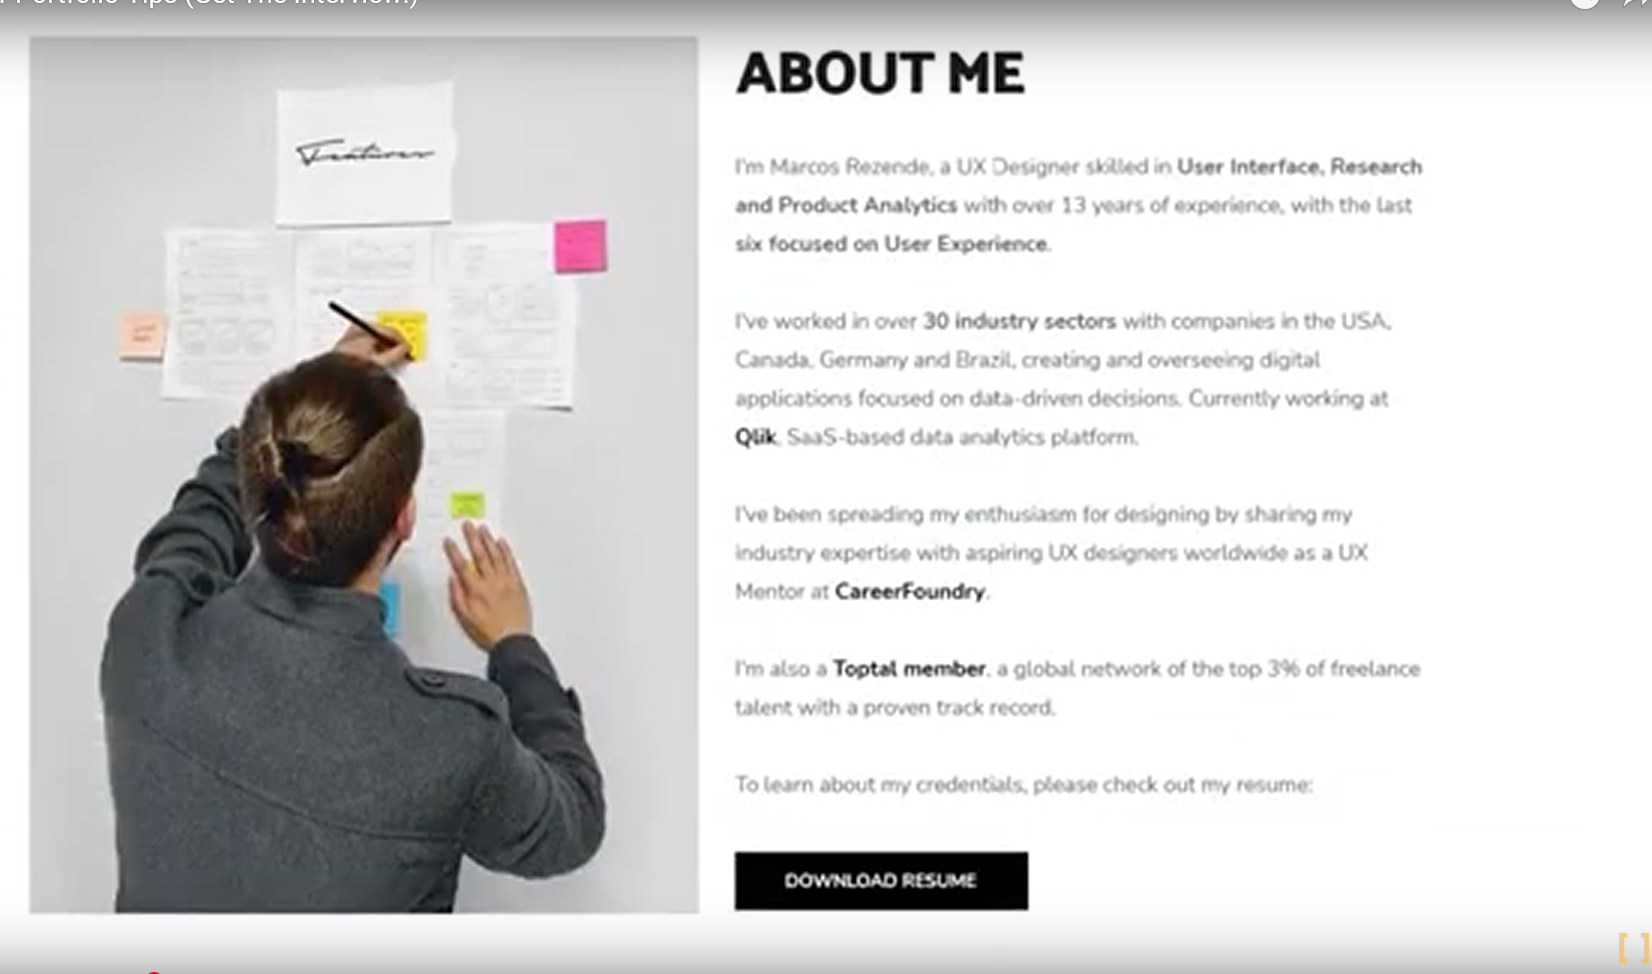 Portfolio Tips (Get The Interview!)
Features
ABOUT ME
I'm Marcos Rezende, a UX Designer skilled in User Interface, Research
and Product Analytics with over 13 years of experience, with the last
six focused on User Experience.
I've worked in over 30 industry sectors with companies in the USA,
Canada, Germany and Brazil, creating and overseeing digital
applications focused on data-driven decisions. Currently working at
Qlik, SaaS-based data analytics platform.
I've been spreading my enthusiasm for designing by sharing my
industry expertise with aspiring UX designers worldwide as a UX
Mentor at CareerFoundry.
I'm also a Toptal member, a global network of the top 3% of freelance
talent with a proven track record.
To learn about my credentials, please check out my resume:
DOWNLOAD RESUME